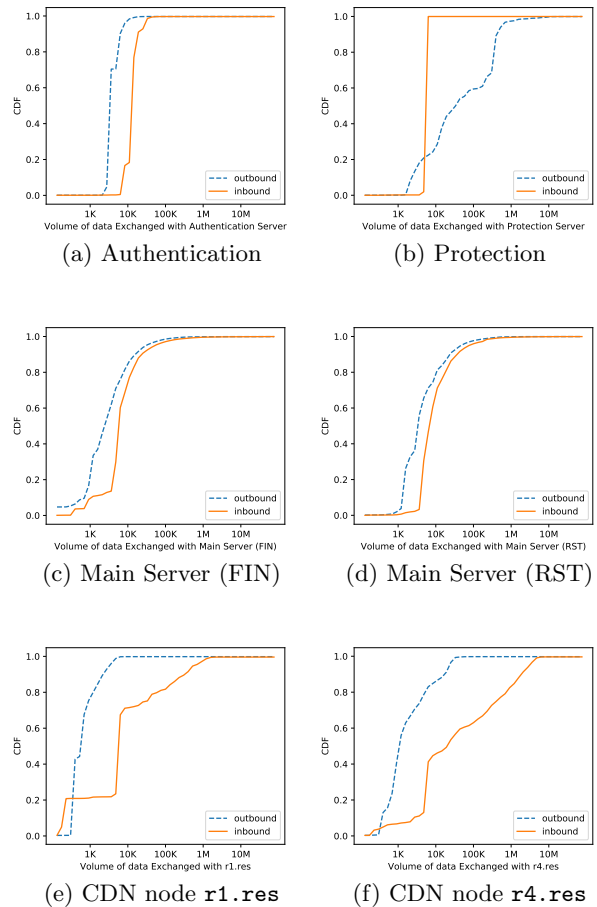 1.0
0.8
0.6
CDF
0.4
0.2
0.0
outbound
inbound
1K 10K 100K 1M 10M
Volume of data Exchanged with Authentication Server
(a) Authentication
1.0
0.8
0.6
CDF
0.4
0.2
0.0
outbound
inbound
1K 10K 100K 1M 10M
Volume of data Exchanged with Protection Server
(b) Protection
1.0
0.8
0.6
CDF
0.4
0.2
0.0
outbound
inbound
1K 10K 100K 1M 10M
Volume of data Exchanged with Main Server (FIN)
(c) Main Server (FIN)
1.0
0.8
0.6
CDF
0.4
0.2
0.0
outbound
inbound
1K 10K 100K 1M 10M
Volume of data Exchanged with Main Server (RST)
(d) Main Server (RST)
1.0
0.8
0.6
CDF
0.4
0.2
0.0
outbound
inbound
1K 10K 100K 1M 10M
Volume of data Exchanged with r1.res
(e) CDN node r1.res
1.0
0.8
0.6
CDF
0.4
0.2
0.0
outbound
inbound
1K 10K 100K 1M 10M
Volume of data Exchanged with r4.res
(f) CDN node r4.res